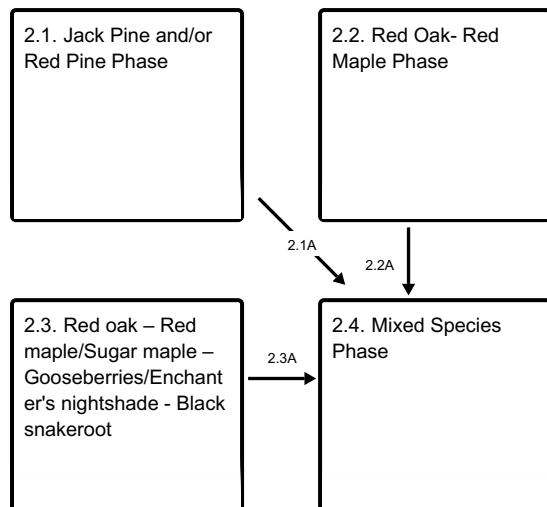 2.1. Jack Pine and/or
Red Pine Phase
2.2. Red Oak- Red
Maple Phase
2.1A
2.2A
2.3. Red oak – Red
maple/Sugar maple –
Gooseberries/Enchant
er's nightshade - Black
snakeroot
2.3A
2.4. Mixed Species
Phase